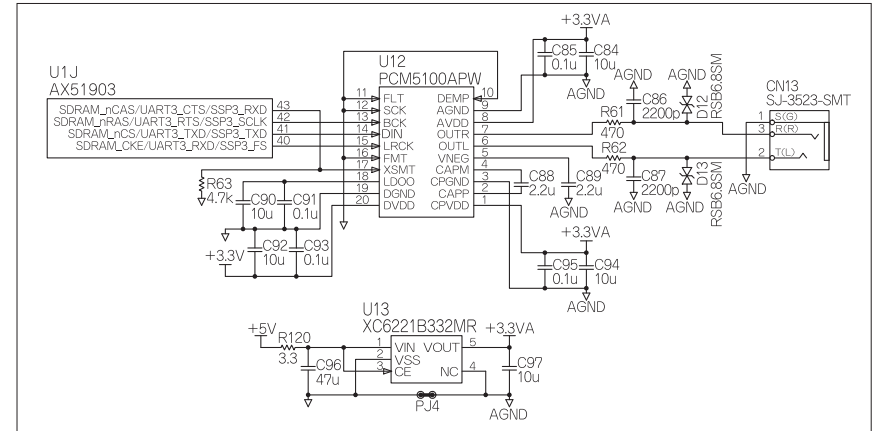 +3.3VA
U1J
AX51903
SDRAM_nCAS/UART3_CTS/SSP3_RXD 43
SDRAM_nRAS/UART3_RTS/SSP3_SCLK 42
SDRAM_nCS/UART3_TXD/SSP3_TXD 41
SDRAM_CKE/UART3_RXD/SSP3_FS 40
U12
PCM5100APW
11 FLT DEMP 10
12 SCK AGND 9
13 BCK AVDD 8
14 DIN OUTR 7
15 LRCK OUTL 6
16 FMT VNEG 5
17 XSMT CAPM 4
18 LDOO CPGND 3
19 DGND CAPP 2
20 DVDD CPVDD 1
C85
0.1u
C84
10u
AGND
AGND
AGND
C86
2200p
D12
RSB6.8SM
CN13
SJ-3523-SMT
1 S(G)
3 R(R)
2 T(L)
R61
470
R62
470
C87
2200p
D13
RSB6.8SM
AGND
AGND
AGND
C88
2.2u
C89
2.2u
AGND
R63
4.7k
C90
10u
C91
0.1u
C92
10u
C93
0.1u
+3.3V
+3.3VA
C95
0.1u
C94
10u
AGND
U13
XC6221B332MR
+5V
R120
3.3
1 VIN VOUT 5
2 VSS
3 CE NC 4
+3.3VA
C96
47u
C97
10u
PJ4
AGND